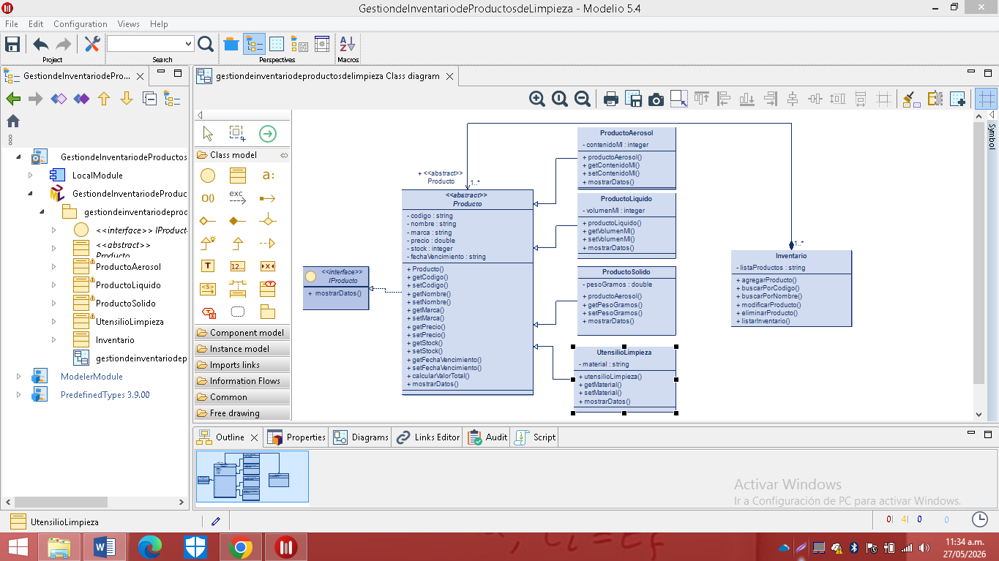 GestiondeInventariodeProductosdeLimpieza - Modelio 5.4
File Edit Configuration Views Help
Project
Search
Perspectives
Macros
GestiondeInventariodePro...
gestiondeinventariodeproductosdelimpieza Class diagram
GestiondeInventariodeProductos
LocalModule
GestiondeInventariodeProduc
gestiondeinventariodeprod
<<interface>> IProduct
<<abstract>>
Producto
ProductoAerosol
ProductoLiquido
ProductoSolido
UtensilioLimpieza
Inventario
gestiondeinventariodep
ModelerModule
PredefinedTypes 3.9.00
Class model
a:
O()
exc
T
12...
<S>
Component model
Instance model
Imports links
Information Flows
Common
Free drawing
Symbol
+ <<abstract>>
Producto
1..*
<<abstract>>
Producto
- codigo : string
- nombre : string
- marca : string
- precio : double
- stock : integer
- fechaVencimiento : string
+ Producto()
+ getCodigo()
+ setCodigo()
+ getNombre()
+ setNombre()
+ getMarca()
+ setMarca()
+ getPrecio()
+ setPrecio()
+ getStock()
+ setStock()
+ getFechaVencimiento()
+ setFechaVencimiento()
+ calcularValorTotal()
+ mostrarDatos()
<<interface>>
IProducto
+ mostrarDatos()
ProductoAerosol
- contenidoMl : integer
+ productoAerosol()
+ getContenidoMl()
+ setContenidoMl()
+ mostrarDatos()
ProductoLiquido
- volumenMl : integer
+ productoLiquido()
+ getVolumenMl()
+ setVolumenMl()
+ mostrarDatos()
ProductoSolido
- pesoGramos : double
+ productoAerosol()
+ getPesoGramos()
+ setPesoGramos()
+ mostrarDatos()
UtensilioLimpieza
- material : string
+ utensilioLimpieza()
+ getMaterial()
+ setMaterial()
+ mostrarDatos()
1..*
Inventario
- listaProductos : string
+ agregarProducto()
+ buscarPorCodigo()
+ buscarPorNombre()
+ modificarProducto()
+ eliminarProducto()
+ listarInventario()
Outline
Properties
Diagrams
Links Editor
Audit
Script
Activar Windows
Ir a Configuración de PC para activar Windows.
UtensilioLimpieza
0 4 0 0
11:34 a.m.
27/05/2026